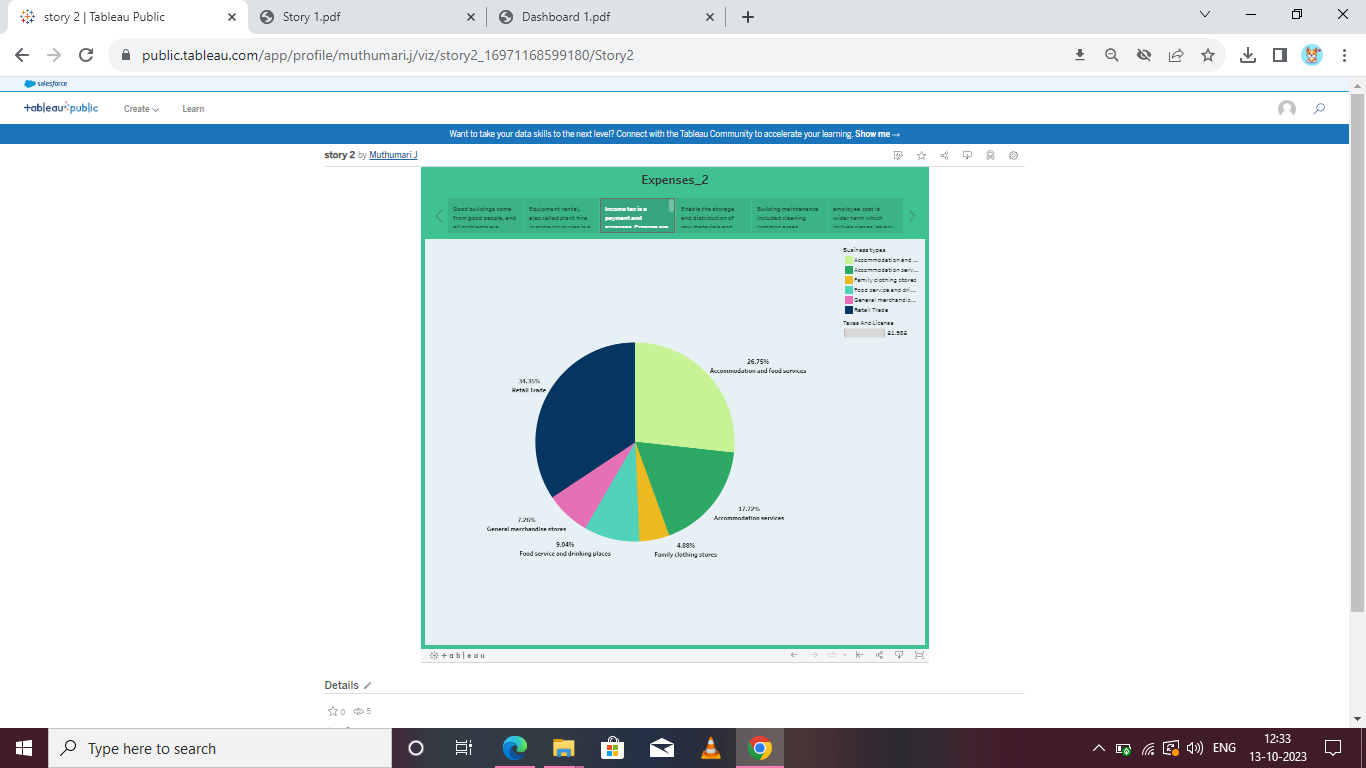 story 2 | Tableau Public
Story 1.pdf
Dashboard 1.pdf
public.tableau.com/app/profile/muthumari.j/viz/story2_16971168599180/Story2
salesforce
+ableau public
Create
Learn
Want to take your data skills to the next level? Connect with the Tableau Community to accelerate your learning. Show me →
story 2 by Muthumari J
Expenses_2
Good buildings come
from good people, and
all problems are
Equipment rental,
also called plant hire
in some countries is a
Income tax is a
payment and
expenses. Expense are
Enable the storage
and distribution of
raw materials and
Building maintenance
included cleaning
common areas
employee cost is
wider term which
Business types
Accommodation and ...
Accommodation serv...
Family clothing stores
Food service and dri...
General merchandis...
Retail Trade
Taxes And License
26.75%
Accommodation and food services
34.35%
Retail Trade
17.72%
Accommodation services
7.26%
General merchandise stores
9.04%
Food service and drinking places
4.88%
Family clothing stores
+ a b | e a u
Details
0
5
Type here to search
ENG
12:33
13-10-2023